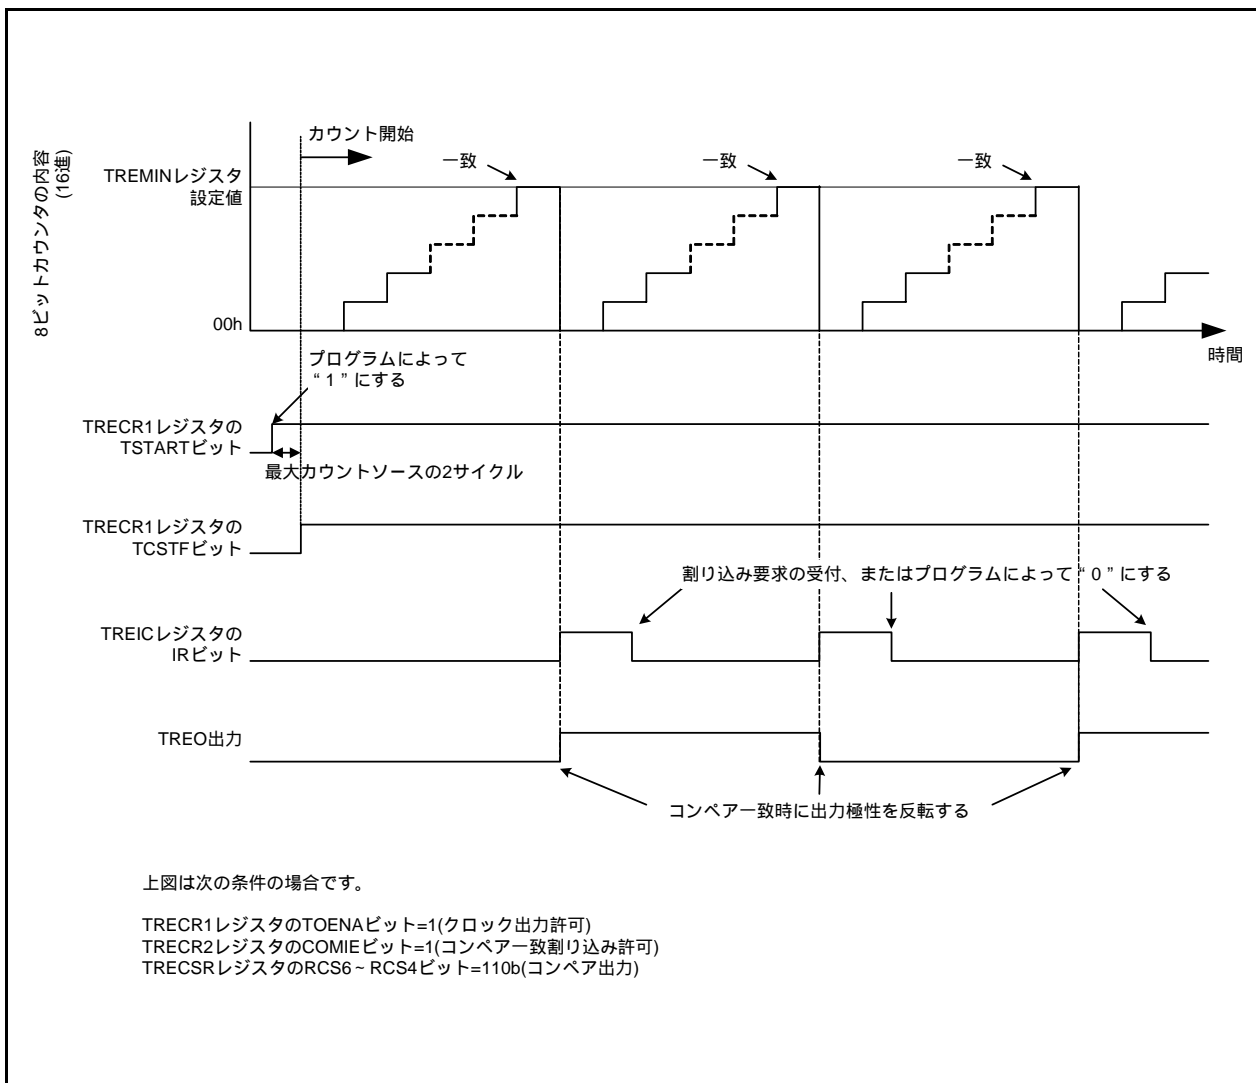 カウント開始
8ビットカウンタの内容
(16進)
TREMINレジスタ
設定値
一致
一致
一致
00h
時間
プログラムによって
“1”にする
TRECR1レジスタの
TSTARTビット
最大カウントソースの2サイクル
TRECR1レジスタの
TCSTFビット
割り込み要求の受付、またはプログラムによって“0”にする
TREICレジスタの
IRビット
TREO出力
コンペア一致時に出力極性を反転する
上図は次の条件の場合です。
TRECR1レジスタのTOENAビット=1(クロック出力許可)
TRECR2レジスタのCOMIEビット=1(コンペア一致割り込み許可)
TRECSRレジスタのRCS6~RCS4ビット=110b(コンペア出力)